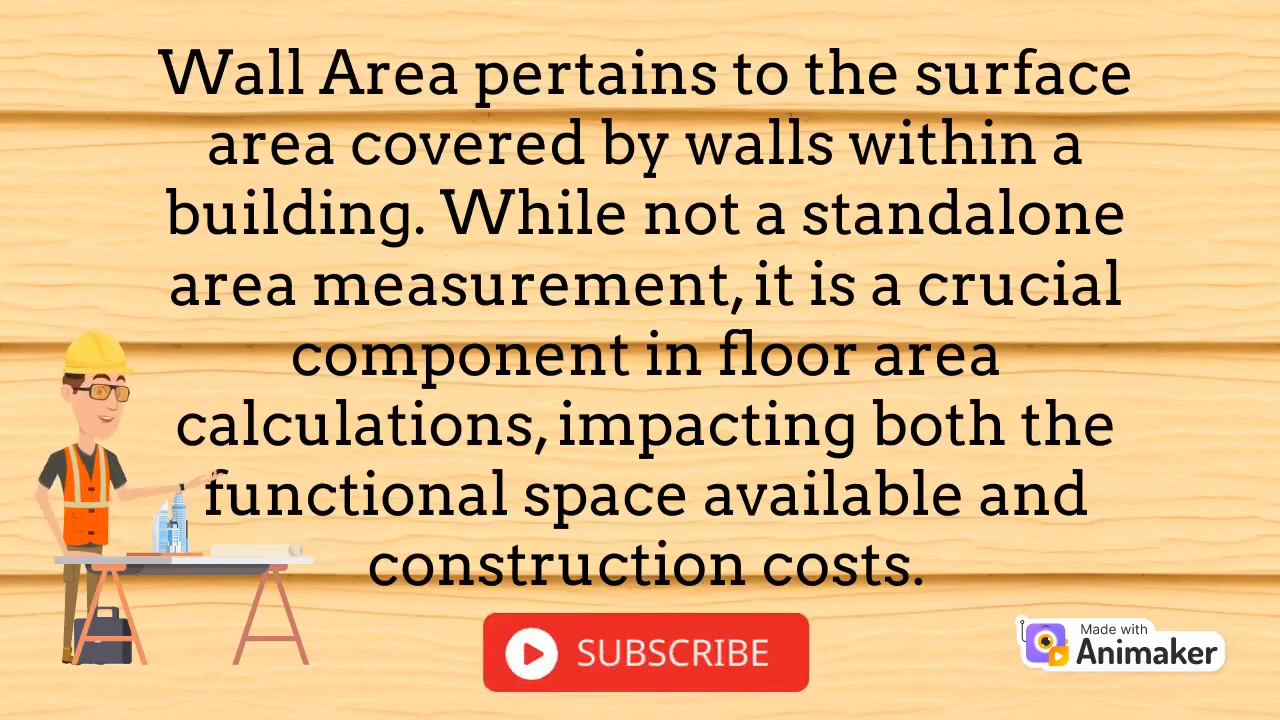 Wall Area pertains to the surface
area covered by walls within a
building. While not a standalone
area measurement, it is a crucial
component in floor area
calculations, impacting both the
functional space available and
construction costs.
SUBSCRIBE
Made with
Animaker